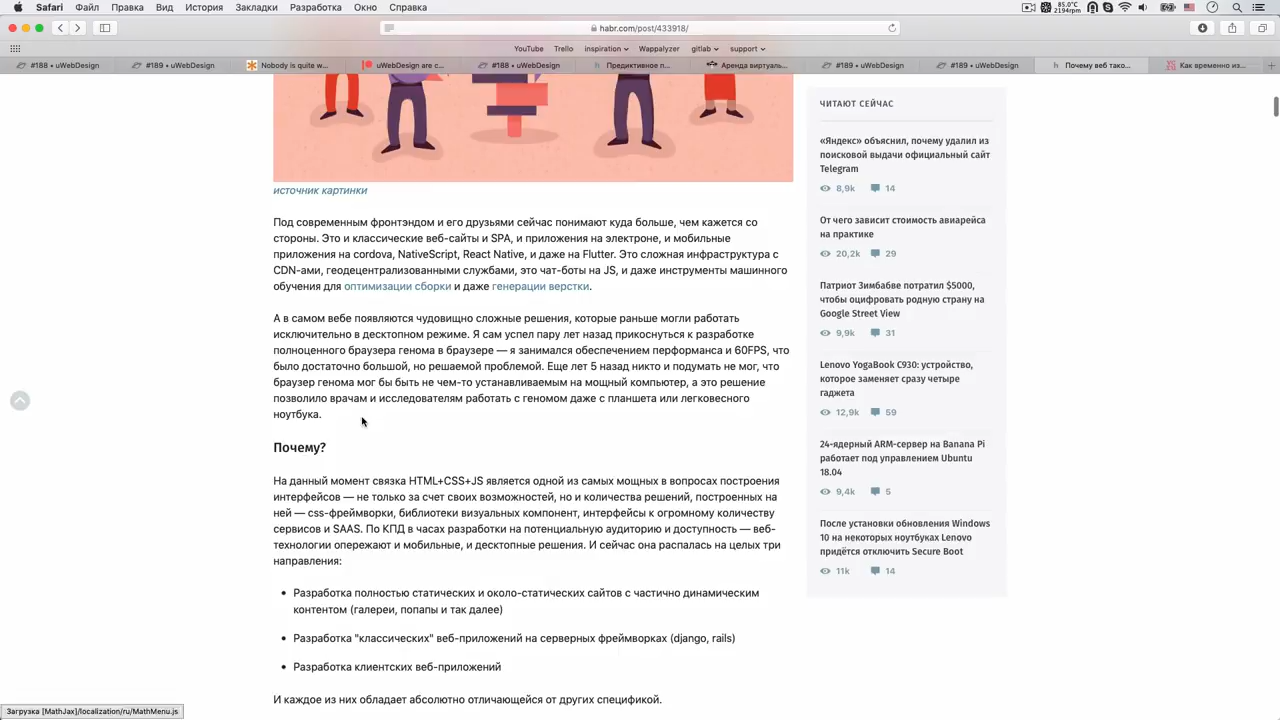 Safari Файл Правка Вид История Закладки Разработка Окно Справка
85.0°C
2194rpm
habr.com/post/433918/
YouTube Trello inspiration Wappalyzer gitlab support
#188 • uWebDesign #189 • uWebDesign Nobody is quite w... uWebDesign are c... #188 • uWebDesign Предиктивное п... Аренда виртуаль... #189 • uWebDesign #189 • uWebDesign Почему веб тако... Как временно из...
источник картинки
Под современным фронтэндом и его друзьями сейчас понимают куда больше, чем кажется со
стороны. Это и классические веб-сайты и SPA, и приложения на электроне, и мобильные
приложения на cordova, NativeScript, React Native, и даже на Flutter. Это сложная инфраструктура с
CDN-ами, геодецентрализованными службами, это чат-боты на JS, и даже инструменты машинного
обучения для оптимизации сборки и даже генерации верстки.
А в самом вебе появляются чудовищно сложные решения, которые раньше могли работать
исключительно в десктопном режиме. Я сам успел пару лет назад прикоснуться к разработке
полноценного браузера генома в браузере — я занимался обеспечением перформанса и 60FPS, что
было достаточно большой, но решаемой проблемой. Еще лет 5 назад никто и подумать не мог, что
браузер генома мог бы быть не чем-то устанавливаемым на мощный компьютер, а это решение
позволило врачам и исследователям работать с геномом даже с планшета или легковесного
ноутбука.
Почему?
На данный момент связка HTML+CSS+JS является одной из самых мощных в вопросах построения
интерфейсов — не только за счет своих возможностей, но и количества решений, построенных на
ней — css-фреймворки, библиотеки визуальных компонент, интерфейсы к огромному количеству
сервисов и SAAS. По КПД в часах разработки на потенциальную аудиторию и доступность — веб-
технологии опережают и мобильные, и десктопные решения. И сейчас она распалась на целых три
направления:
• Разработка полностью статических и около-статических сайтов с частично динамическим
контентом (галереи, попапы и так далее)
• Разработка "классических" веб-приложений на серверных фреймворках (django, rails)
• Разработка клиентских веб-приложений
И каждое из них обладает абсолютно отличающейся от других спецификой.
ЧИТАЮТ СЕЙЧАС
«Яндекс» объяснил, почему удалил из
поисковой выдачи официальный сайт
Telegram
8,9k 14
От чего зависит стоимость авиарейса
на практике
20,2k 29
Патриот Зимбабве потратил $5000,
чтобы оцифровать родную страну на
Google Street View
9,9k 31
Lenovo YogaBook C930: устройство,
которое заменяет сразу четыре
гаджета
12,9k 59
24-ядерный ARM-сервер на Banana Pi
работает под управлением Ubuntu
18.04
9,4k 5
После установки обновления Windows
10 на некоторых ноутбуках Lenovo
придётся отключить Secure Boot
11k 14
Загрузка [MathJax]/localization/ru/MathMenu.js